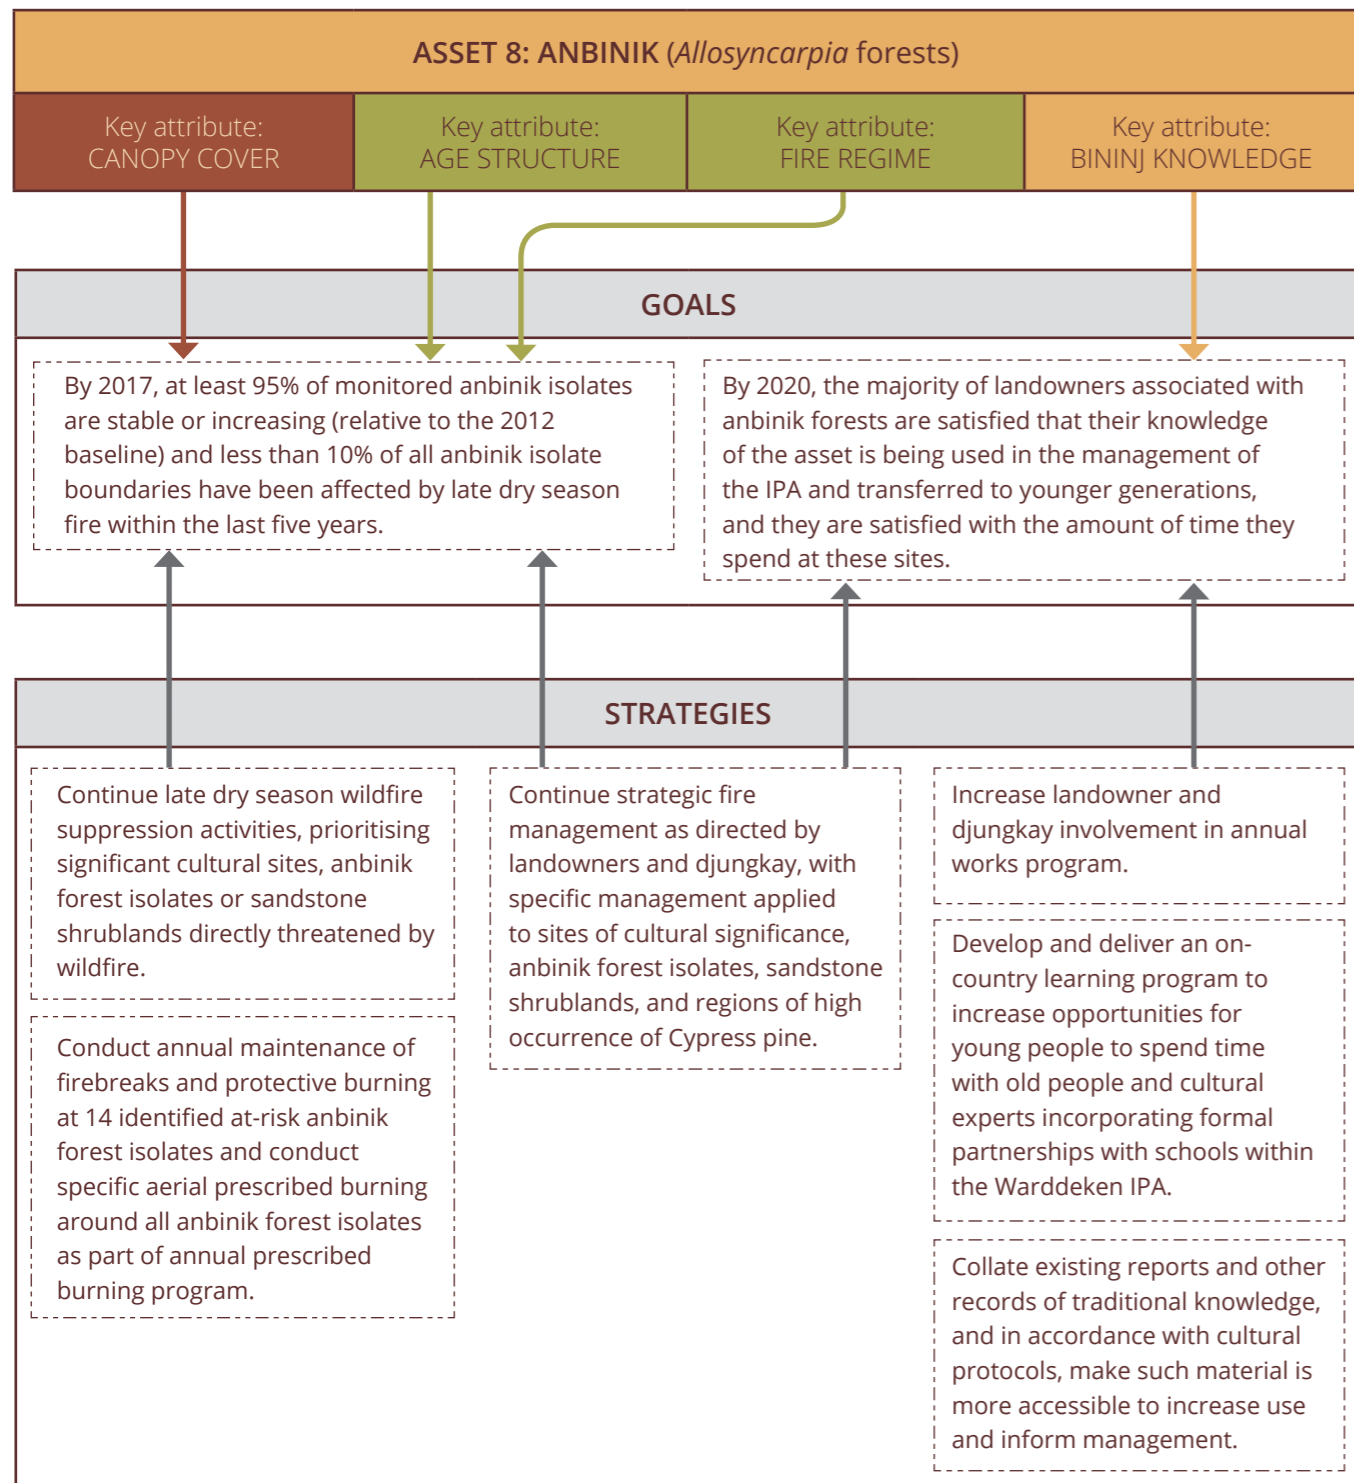 ASSET 8: ANBINIK (Allosyncarpia forests)
Key attribute:
CANOPY COVER
Key attribute:
AGE STRUCTURE
Key attribute:
FIRE REGIME
Key attribute:
BININJ KNOWLEDGE
GOALS
By 2017, at least 95% of monitored anbinik isolates
are stable or increasing (relative to the 2012
baseline) and less than 10% of all anbinik isolate
boundaries have been affected by late dry season
fire within the last five years.
By 2020, the majority of landowners associated with
anbinik forests are satisfied that their knowledge
of the asset is being used in the management of
the IPA and transferred to younger generations,
and they are satisfied with the amount of time they
spend at these sites.
STRATEGIES
Continue late dry season wildfire
suppression activities, prioritising
significant cultural sites, anbinik
forest isolates or sandstone
shrublands directly threatened by
wildfire.
Conduct annual maintenance of
firebreaks and protective burning
at 14 identified at-risk anbinik
forest isolates and conduct
specific aerial prescribed burning
around all anbinik forest isolates
as part of annual prescribed
burning program.
Continue strategic fire
management as directed by
landowners and djungkay, with
specific management applied
to sites of cultural significance,
anbinik forest isolates, sandstone
shrublands, and regions of high
occurrence of Cypress pine.
Increase landowner and
djungkay involvement in annual
works program.
Develop and deliver an on-
country learning program to
increase opportunities for
young people to spend time
with old people and cultural
experts incorporating formal
partnerships with schools within
the Warddeken IPA.
Collate existing reports and other
records of traditional knowledge,
and in accordance with cultural
protocols, make such material is
more accessible to increase use
and inform management.